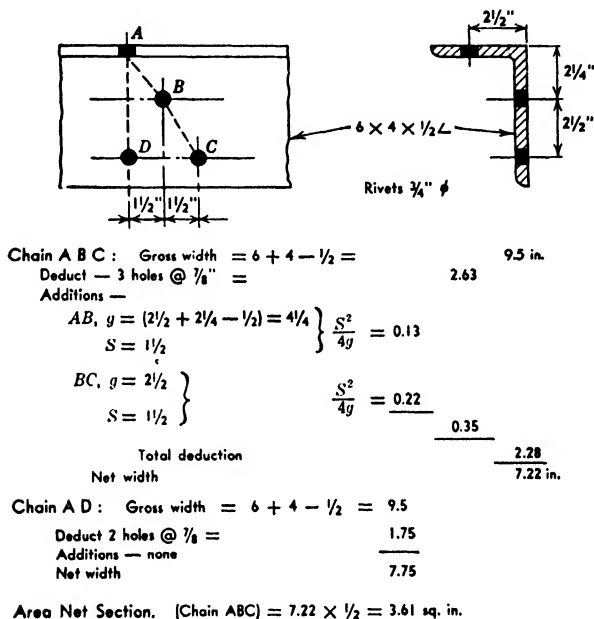 A
B
D
C
1½" 1½"
2½"
2¼"
2½"
6 × 4 × ½∠
Rivets ¾" ϕ
Chain A B C : Gross width = 6 + 4 − ½ = 9.5 in.
Deduct — 3 holes @ ⅞" = 2.63
Additions —
AB, g = (2½ + 2¼ − ½) = 4¼
S = 1½
S²/4g = 0.13
BC, g = 2½
S = 1½
S²/4g = 0.22
0.35
Total deduction 2.28
Net width 7.22 in.
Chain A D : Gross width = 6 + 4 − ½ = 9.5
Deduct 2 holes @ ⅞ = 1.75
Additions — none
Net width 7.75
Area Net Section. (Chain ABC) = 7.22 × ½ = 3.61 sq. in.